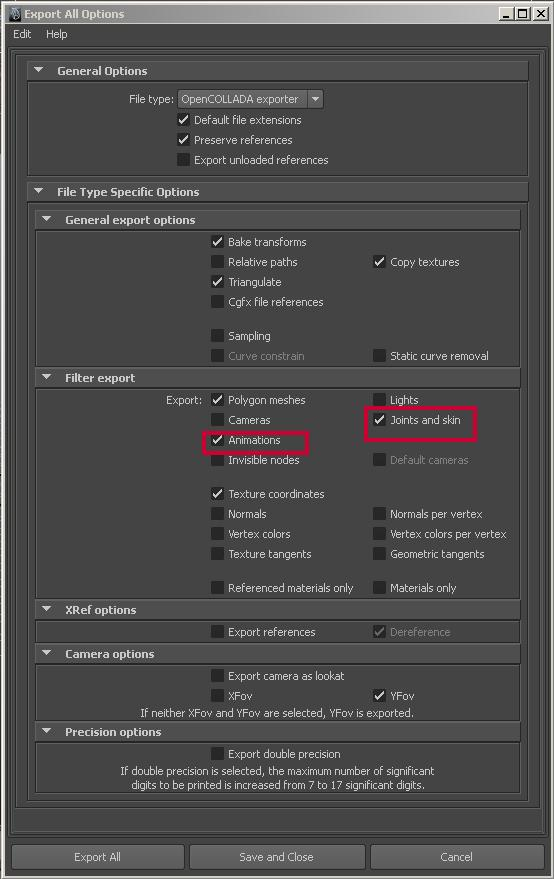 Export All Options
Edit Help
General Options
File type: OpenCOLLADA exporter
Default file extensions
Preserve references
Export unloaded references
File Type Specific Options
General export options
Bake transforms
Relative paths Copy textures
Triangulate
Cgfx file references
Sampling
Curve constrain Static curve removal
Filter export
Export: Polygon meshes Lights
Cameras Joints and skin
Animations
Invisible nodes Default cameras
Texture coordinates
Normals Normals per vertex
Vertex colors Vertex colors per vertex
Texture tangents Geometric tangents
Referenced materials only Materials only
XRef options
Export references Dereference
Camera options
Export camera as lookat
XFov YFov
If neither XFov and YFov are selected, YFov is exported.
Precision options
Export double precision
If double precision is selected, the maximum number of significant
digits to be printed is increased from 7 to 17 significant digits.
Export All Save and Close Cancel